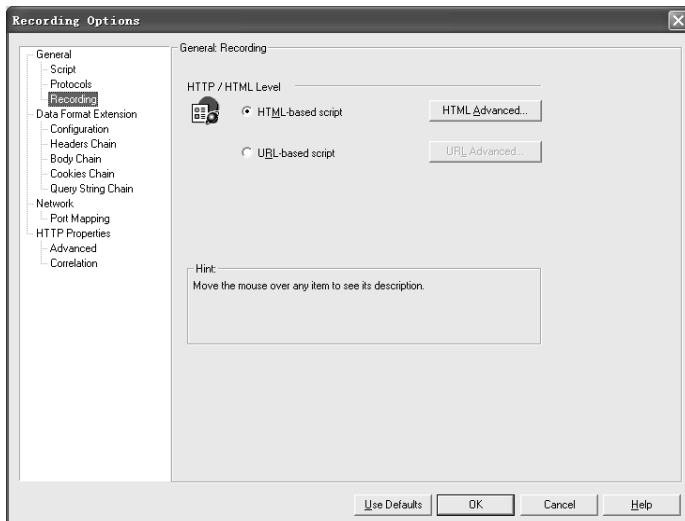 Recording Options
General
Script
Protocols
Recording
Data Format Extension
Configuration
Headers Chain
Body Chain
Cookies Chain
Query String Chain
Network
Port Mapping
HTTP Properties
Advanced
Correlation
General: Recording
HTTP / HTML Level
HTML-based script
HTML Advanced...
URL-based script
URL Advanced...
Hint:
Move the mouse over any item to see its description.
Use Defaults
OK
Cancel
Help